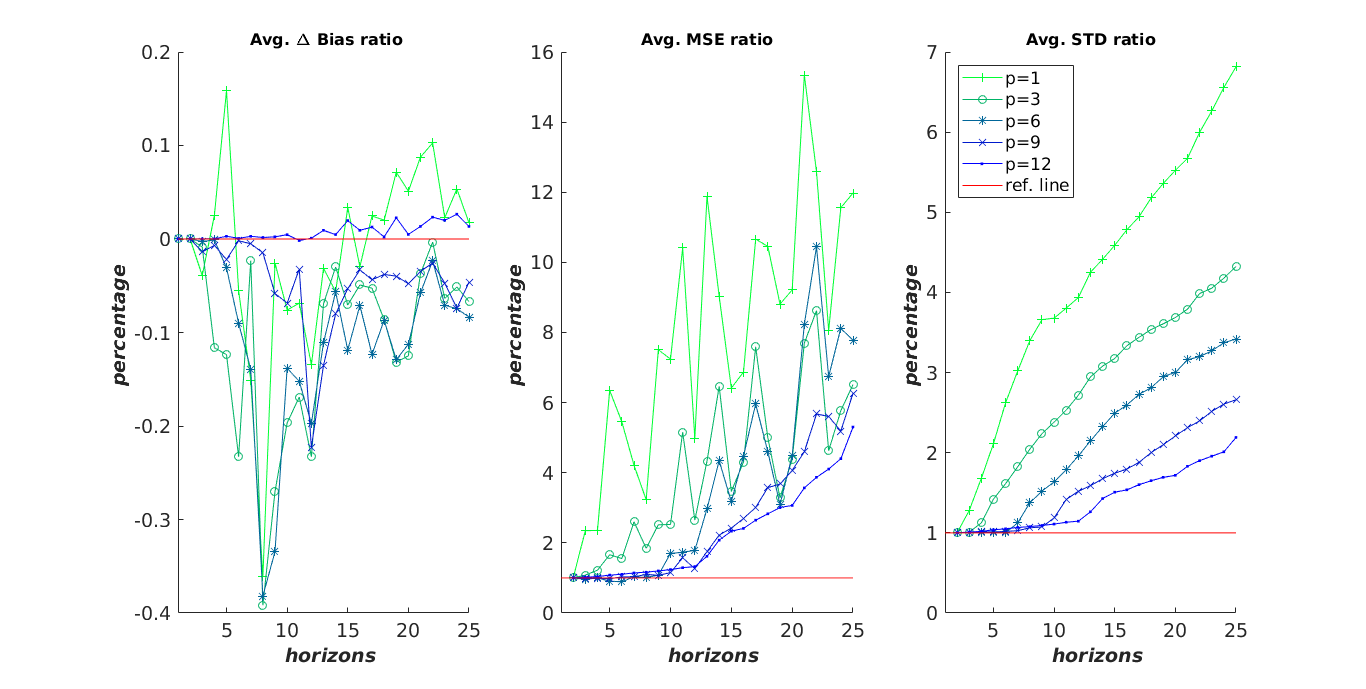 Avg. Δ Bias ratio
0.2
0.1
0
-0.1
-0.2
-0.3
-0.4
percentage
5
10
15
20
25
horizons
Avg. MSE ratio
16
14
12
10
8
6
4
2
0
percentage
5
10
15
20
25
horizons
Avg. STD ratio
7
6
5
4
3
2
1
0
percentage
5
10
15
20
25
horizons
p=1
p=3
p=6
p=9
p=12
ref. line